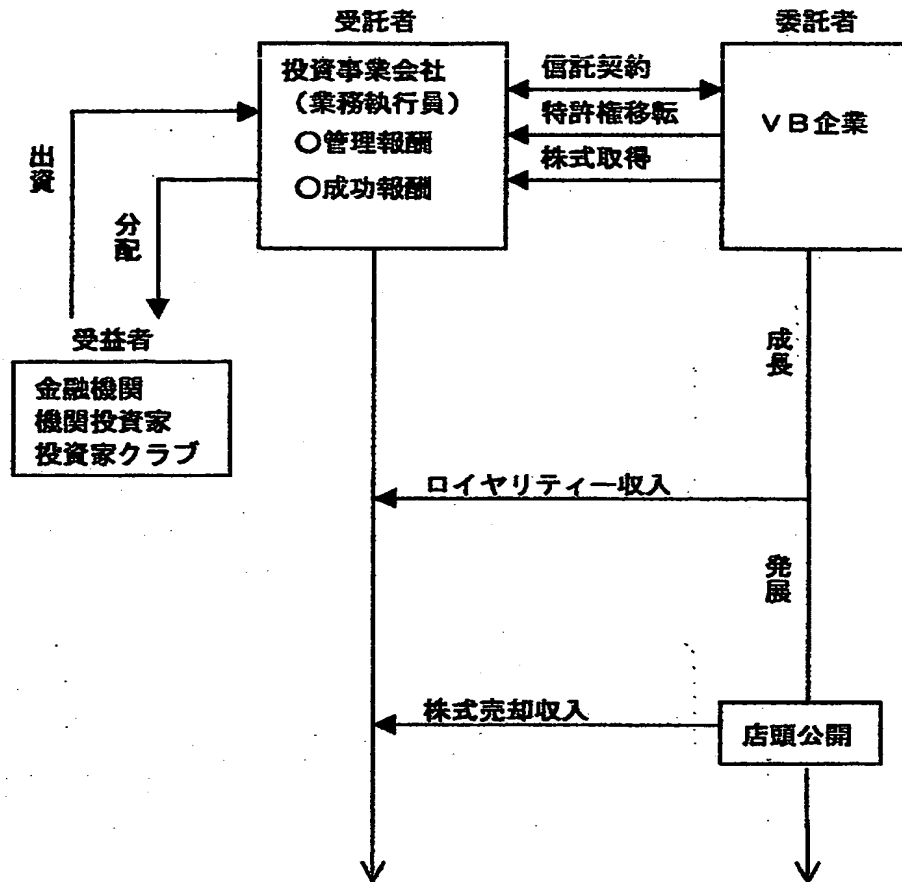 受託者
委託者
投資事業会社
(業務執行員)
〇管理報酬
〇成功報酬
信託契約
特許権移転
株式取得
VB企業
出資
分配
受益者
金融機関
機関投資家
投資家クラブ
成長
ロイヤリティー収入
発展
株式売却収入
店頭公開